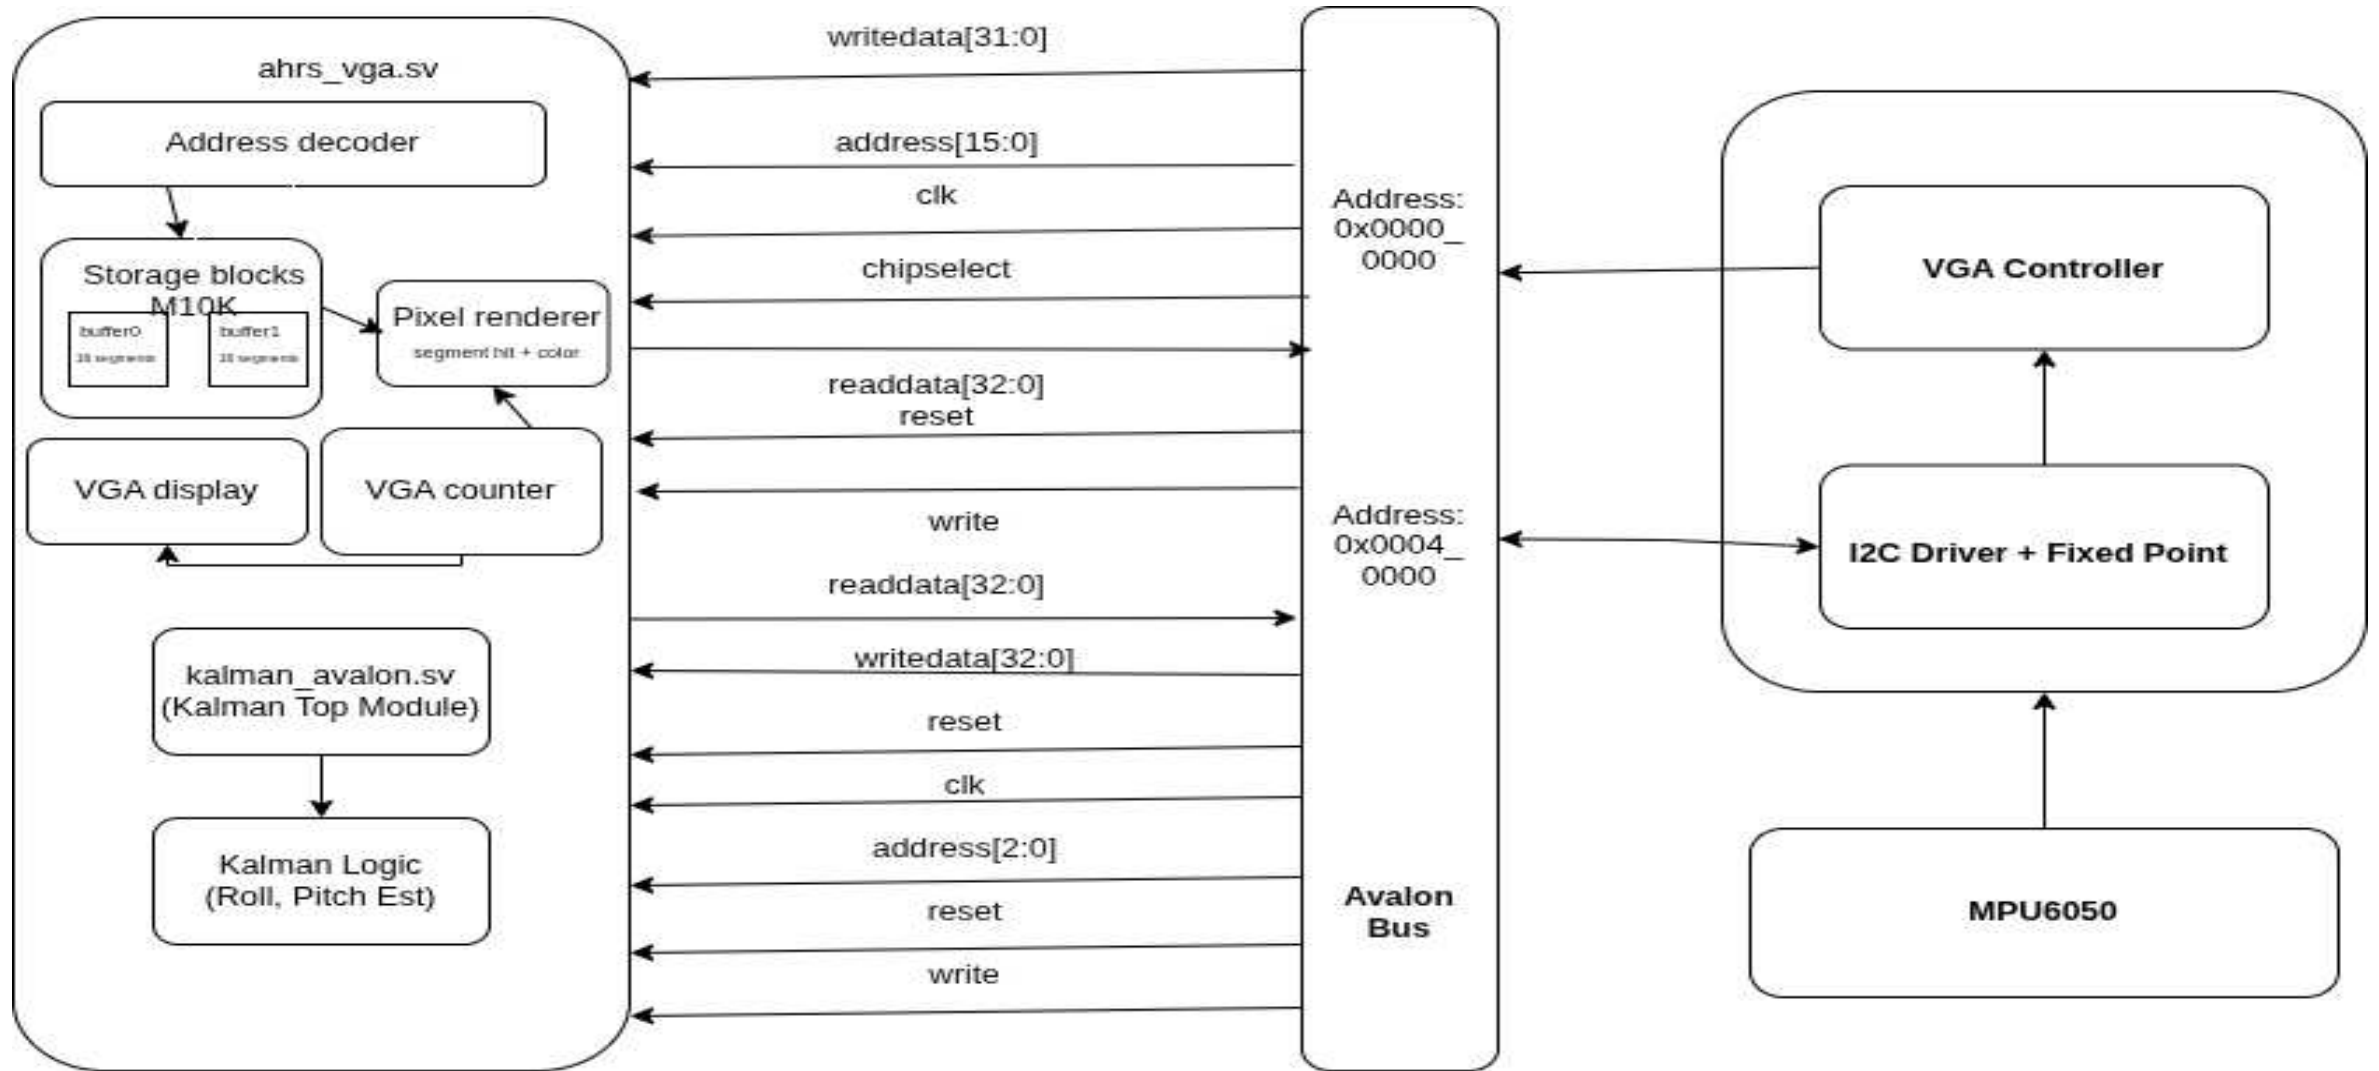 ahrs_vga.sv
Address decoder
Storage blocks
M10K
buffer0
buffer1
segments
segments
Pixel renderer
segment hit + color
VGA display
VGA counter
kalman_avalon.sv
(Kalman Top Module)
Kalman Logic
(Roll, Pitch Est)
writedata[31:0]
address[15:0]
clk
chipselect
readdata[32:0]
reset
write
readdata[32:0]
writedata[32:0]
reset
clk
address[2:0]
reset
write
Address:
0x0000_
0000
Address:
0x0004_
0000
Avalon
Bus
VGA Controller
I2C Driver + Fixed Point
MPU6050